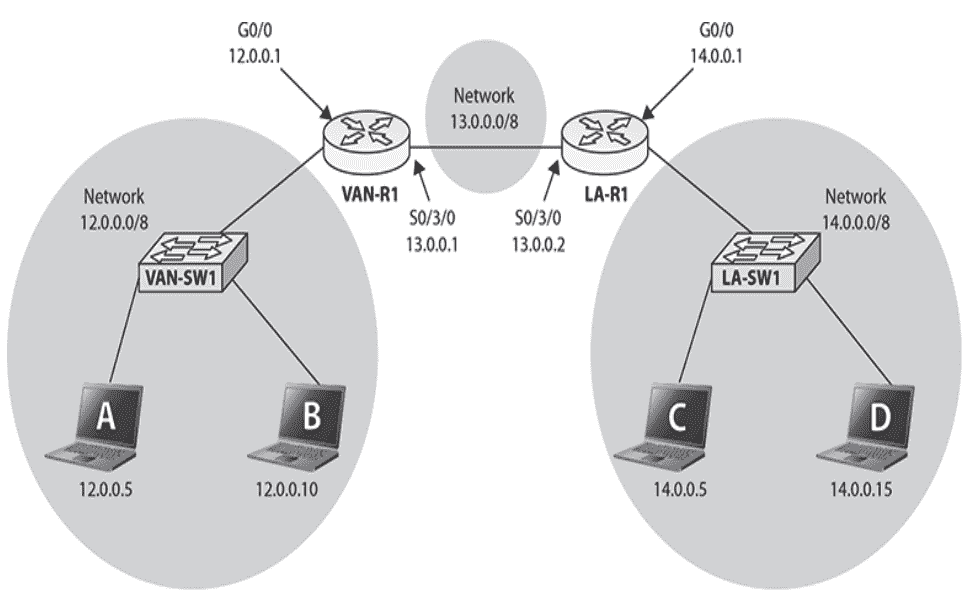 G0/0
12.0.0.1
G0/0
14.0.0.1
Network
13.0.0.0/8
VAN-R1
LA-R1
S0/3/0
13.0.0.1
S0/3/0
13.0.0.2
Network
12.0.0.0/8
Network
14.0.0.0/8
VAN-SW1
LA-SW1
A
B
C
D
12.0.0.5
12.0.0.10
14.0.0.5
14.0.0.15